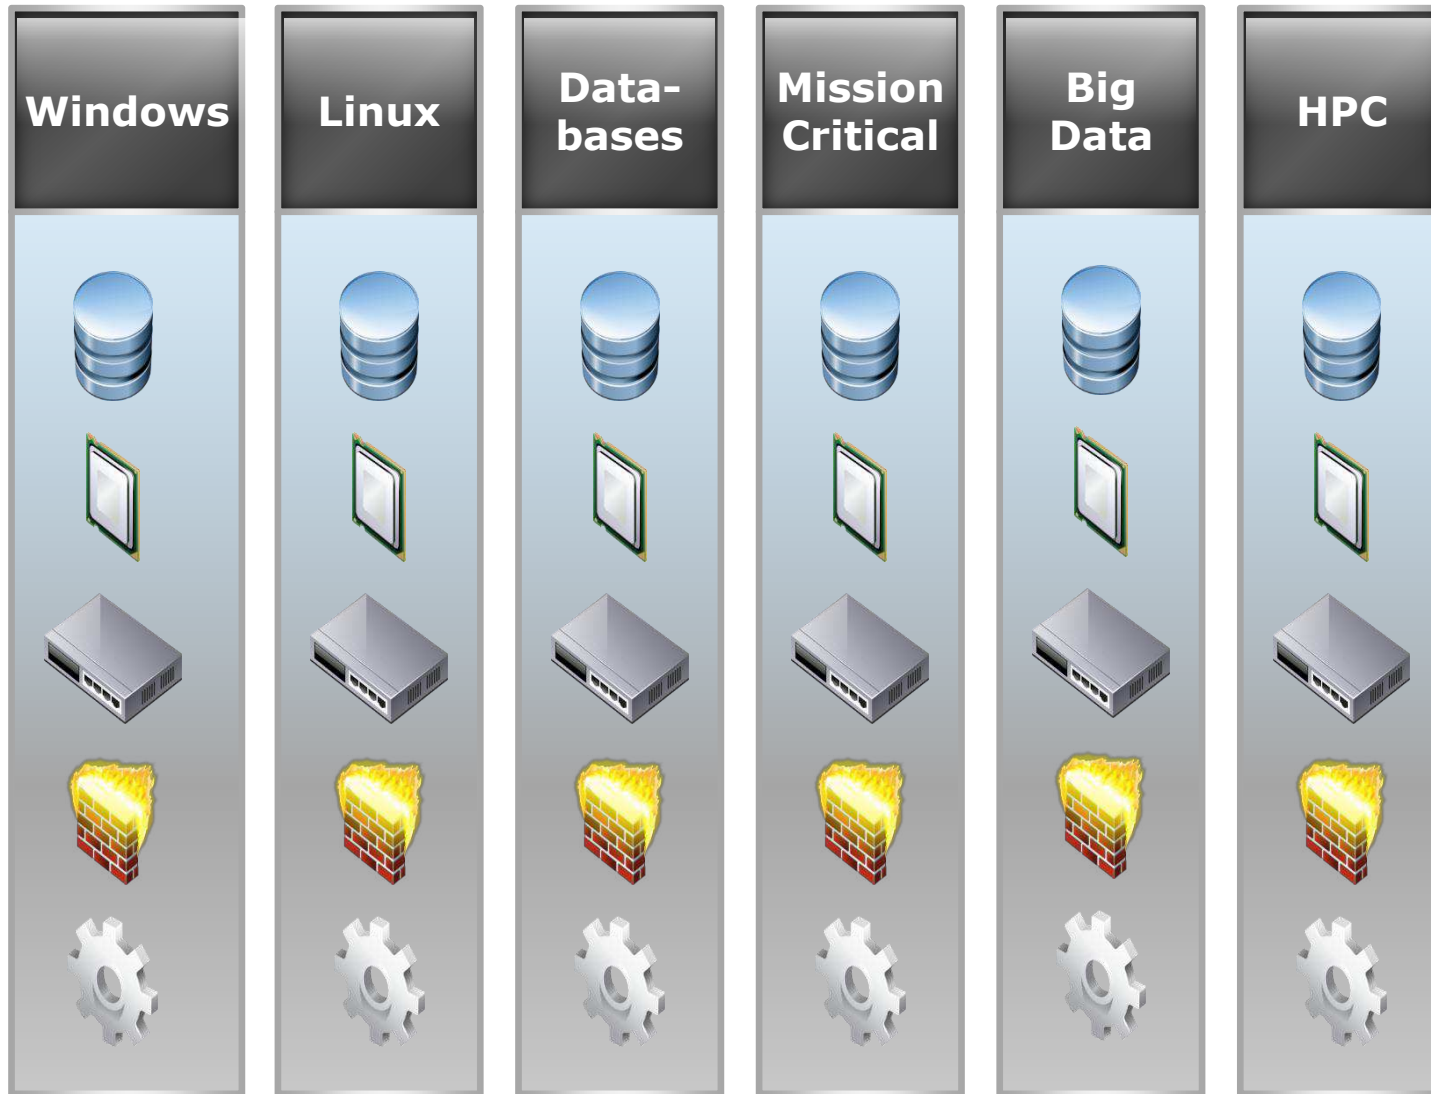 Windows
Linux
Data-
bases
Mission
Critical
Big
Data
HPC